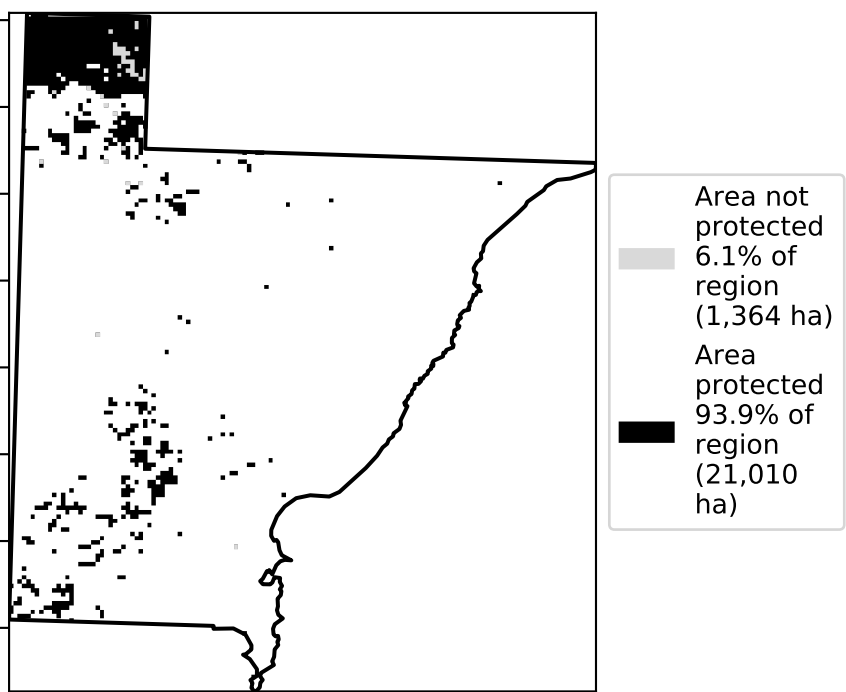 Area not
protected
6.1% of
region
(1,364 ha)
Area
protected
93.9% of
region
(21,010
ha)